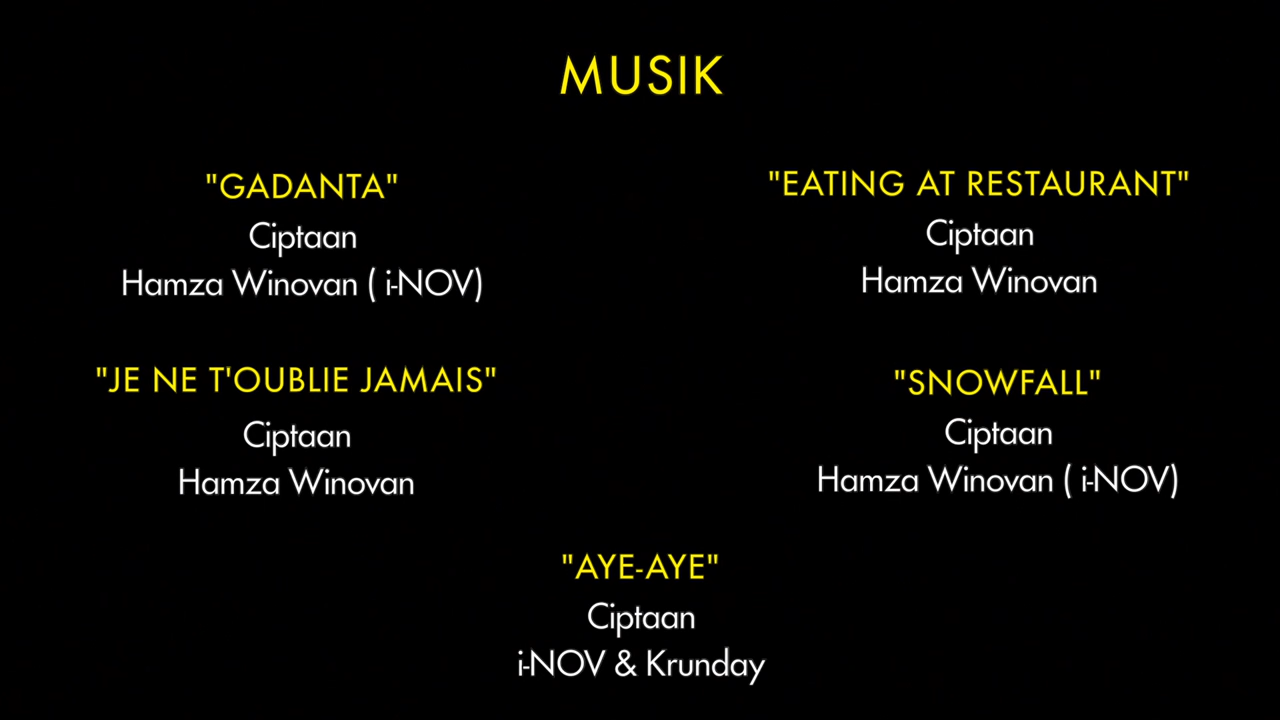 MUSIK
"GADANTA"
Ciptaan
Hamza Winovan ( i-NOV)
"EATING AT RESTAURANT"
Ciptaan
Hamza Winovan
"JE NE T'OUBLIE JAMAIS"
Ciptaan
Hamza Winovan
"SNOWFALL"
Ciptaan
Hamza Winovan ( i-NOV)
"AYE-AYE"
Ciptaan
i-NOV & Krunday